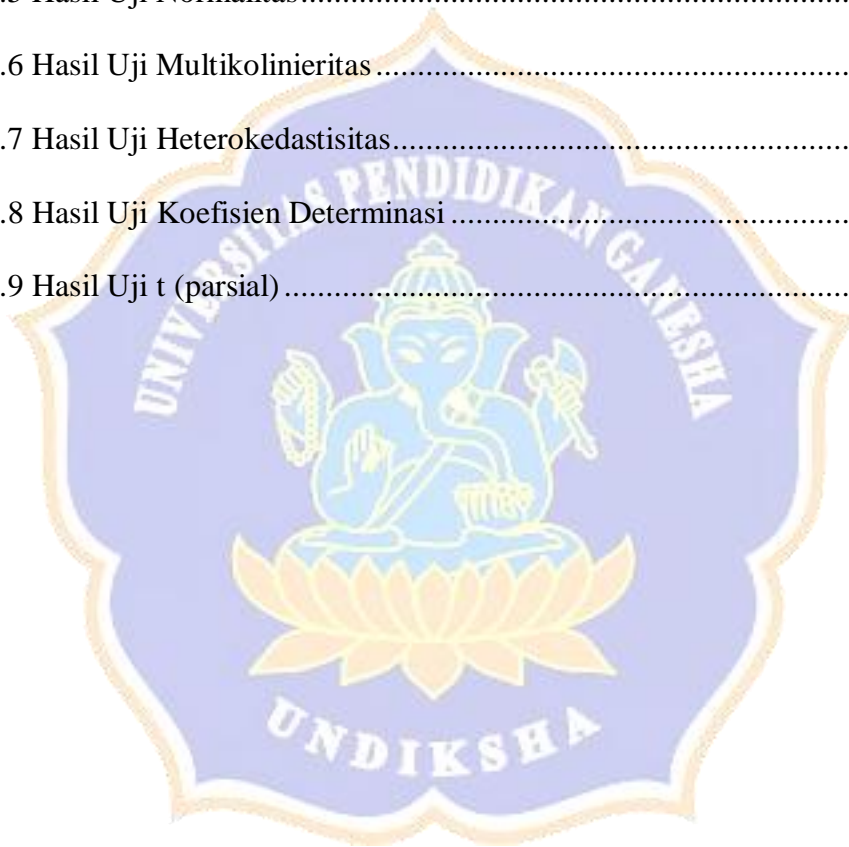 .5 Hasil Uji Normalitas....................................................................
.6 Hasil Uji Multikolinieritas...........................................................
.7 Hasil Uji Heterokedastisitas........................................................
.8 Hasil Uji Koefisien Determinasi.................................................
.9 Hasil Uji t (parsial).....................................................................
UNIVERSITAS PENDIDIKAN GANESHA
UNDIKSHA